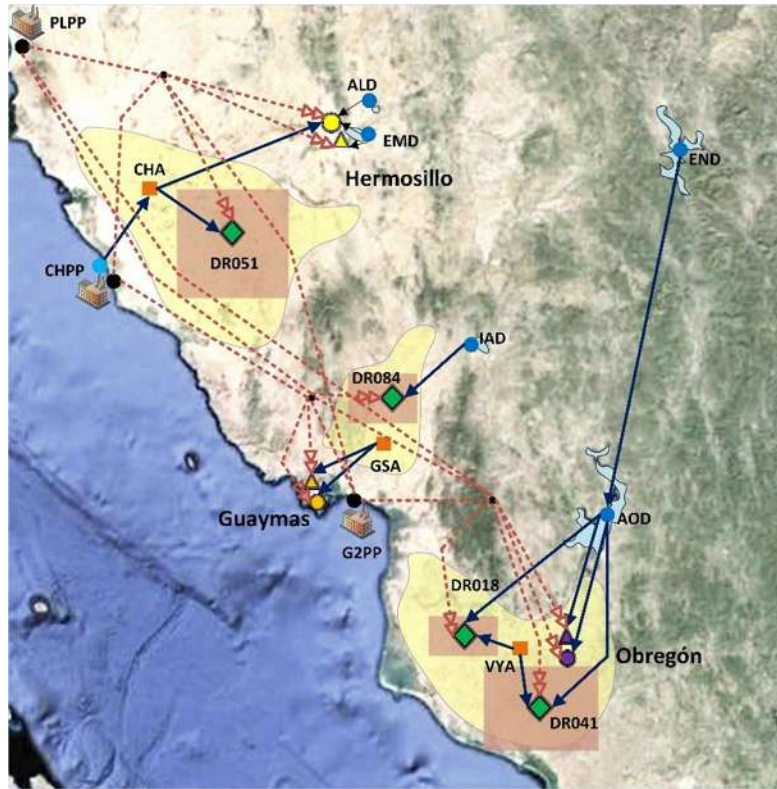 PLPP
ALD
EMD
END
CHA
Hermosillo
DR051
CHPP
IAD
DR084
GSA
Guaymas
G2PP
AOD
DR018
VYA
Obregón
DR041